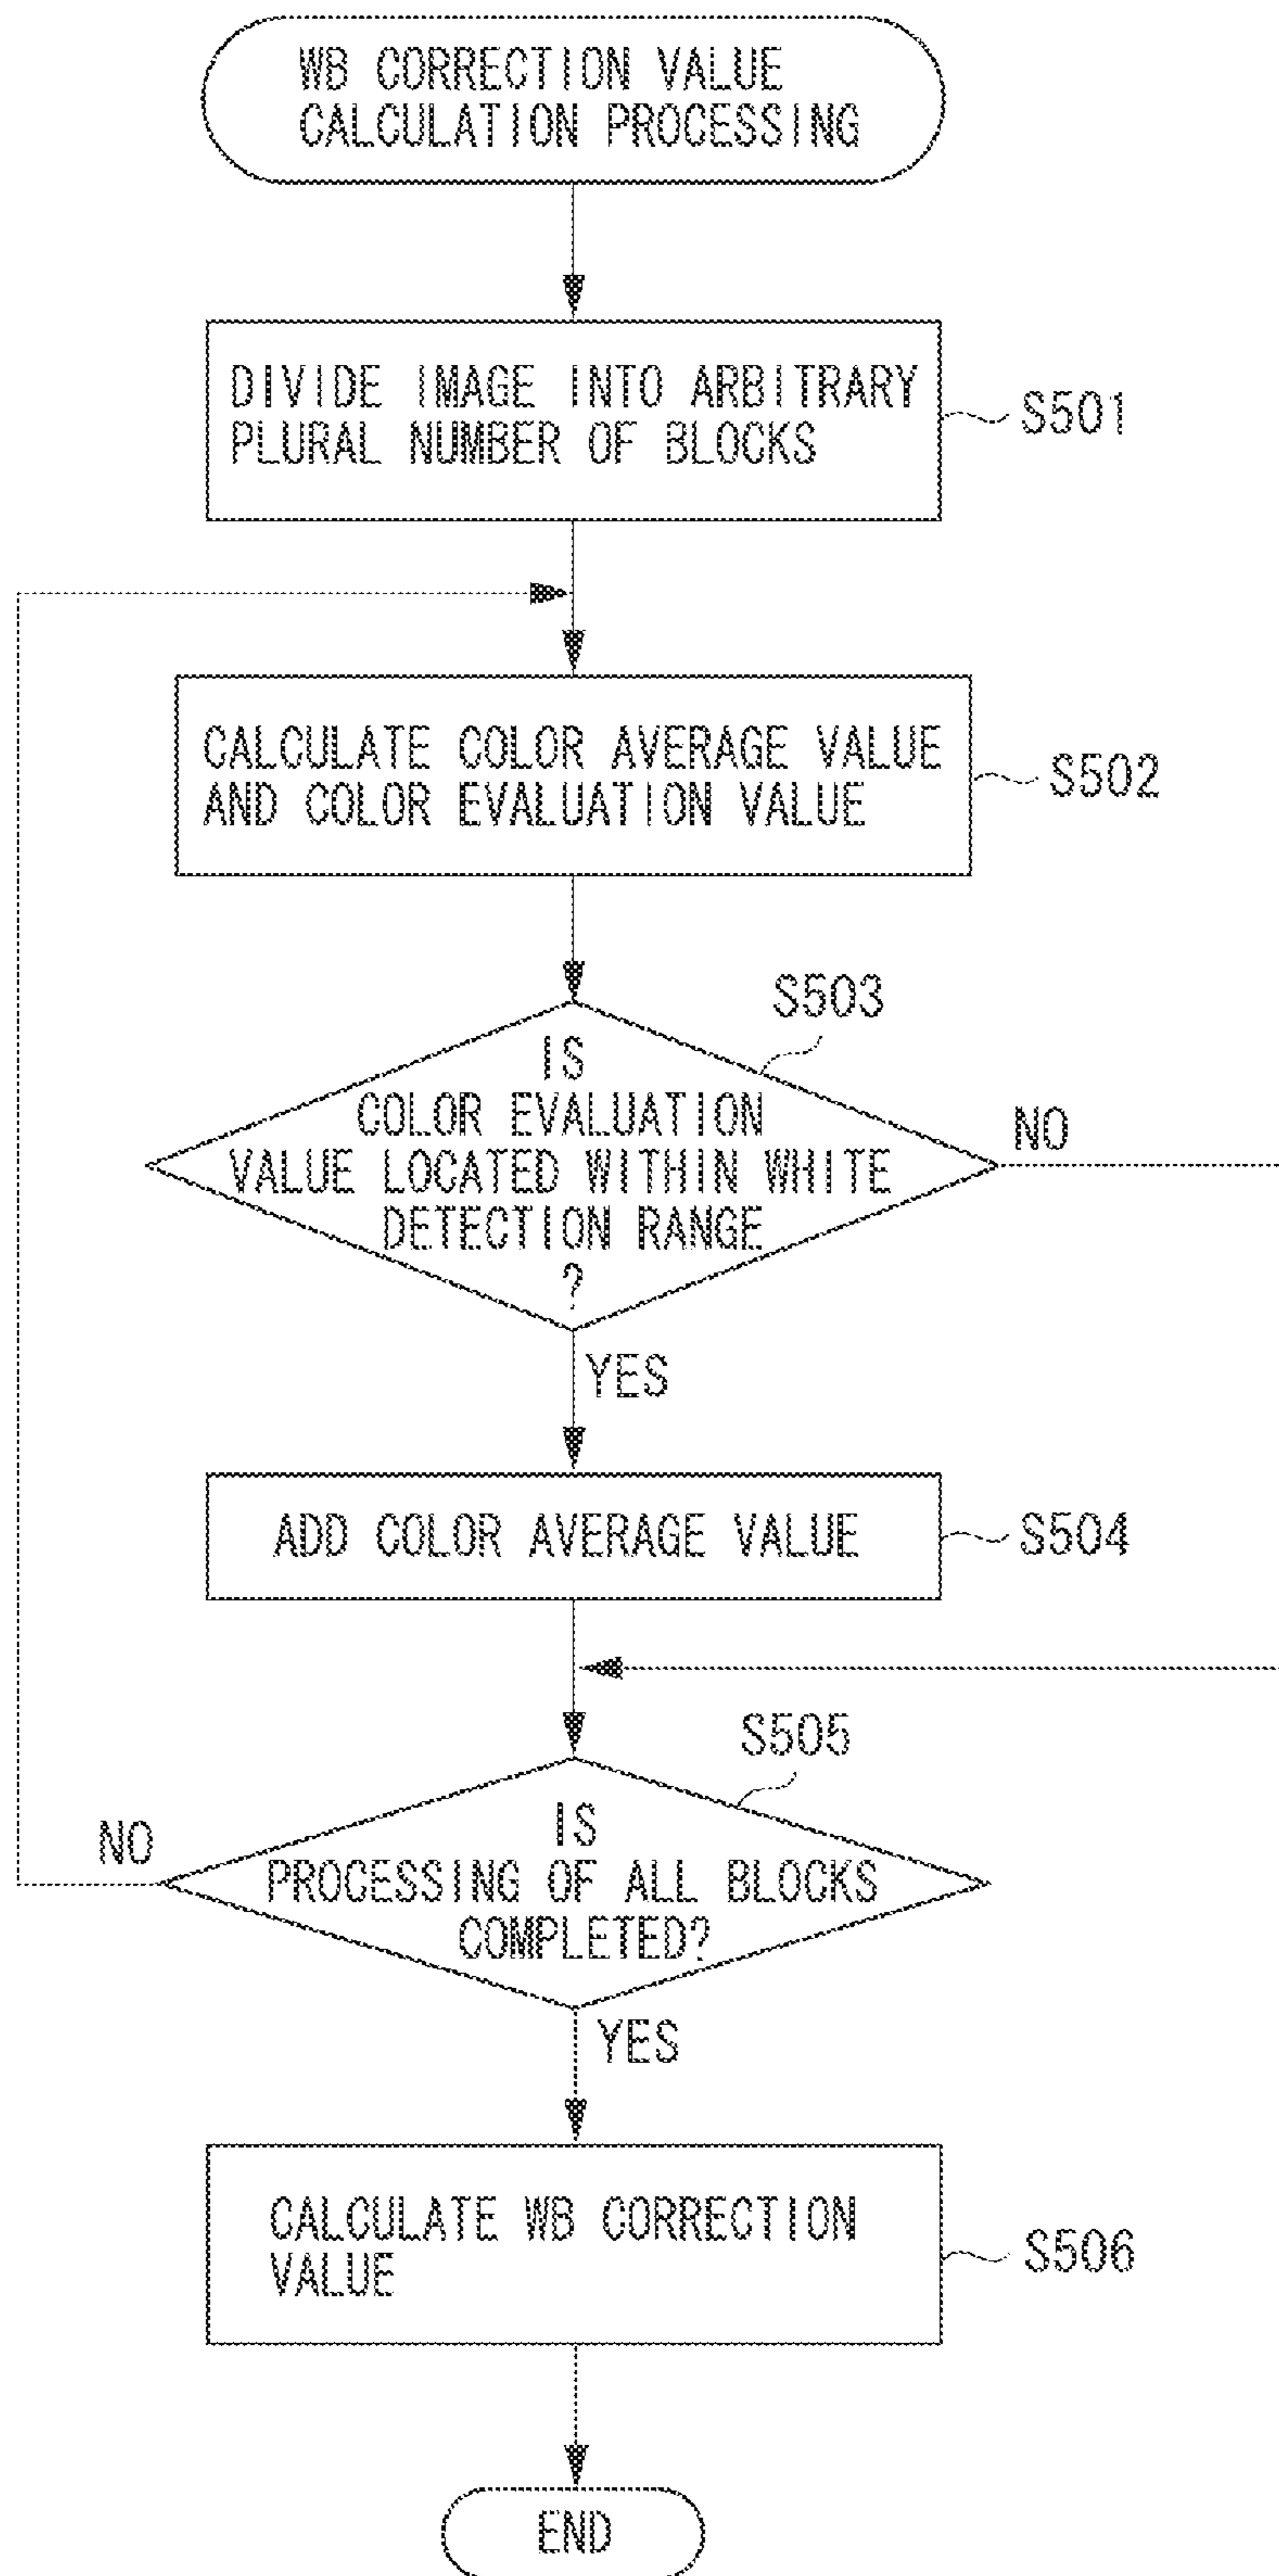 WB CORRECTION VALUE
CALCULATION PROCESSING
DIVIDE IMAGE INTO ARBITRARY
PLURAL NUMBER OF BLOCKS
S501
CALCULATE COLOR AVERAGE VALUE
AND COLOR EVALUATION VALUE
S502
S503
IS
COLOR EVALUATION
VALUE LOCATED WITHIN WHITE
DETECTION RANGE
?
NO
YES
ADD COLOR AVERAGE VALUE
S504
S505
IS
PROCESSING OF ALL BLOCKS
COMPLETED?
NO
YES
CALCULATE WB CORRECTION
VALUE
S506
END